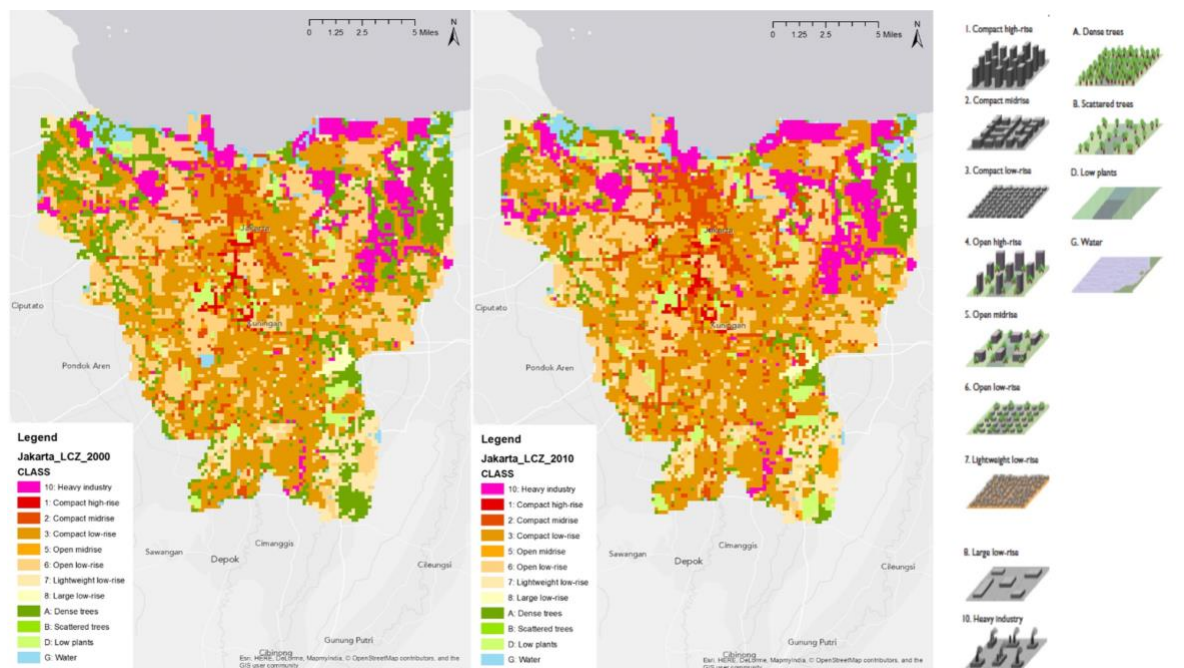 N
0 1.25 2.5 5 Miles
Jakarta
Ciputato
Kuningan
Pondok Aren
Legend
Jakarta_LCZ_2000
CLASS
10: Heavy industry
1: Compact high-rise
2: Compact midrise
3: Compact low-rise
5: Open midrise
6: Open low-rise
7: Lightweight low-rise
8: Large low-rise
A: Dense trees
B: Scattered trees
D: Low plants
G: Water
Sawangan
Depok
Cimanggis
Cileungsi
Gunung Putri
Cibinong
Esri, HERE, DeLorme, MapmyIndia, © OpenStreetMap contributors, and the
GIS user community
N
0 1.25 2.5 5 Miles
Jakarta
Ciputato
Kuningan
Pondok Aren
Legend
Jakarta_LCZ_2010
CLASS
10: Heavy industry
1: Compact high-rise
2: Compact midrise
3: Compact low-rise
5: Open midrise
6: Open low-rise
7: Lightweight low-rise
8: Large low-rise
A: Dense trees
B: Scattered trees
D: Low plants
G: Water
Sawangan
Depok
Cimanggis
Cileungsi
Gunung Putri
Cibinong
Esri, HERE, DeLorme, MapmyIndia, © OpenStreetMap contributors, and the
GIS user community
1. Compact high-rise
2. Compact midrise
3. Compact low-rise
4. Open high-rise
5. Open midrise
6. Open low-rise
7. Lightweight low-rise
8. Large low-rise
10. Heavy industry
A. Dense trees
B. Scattered trees
D. Low plants
G. Water